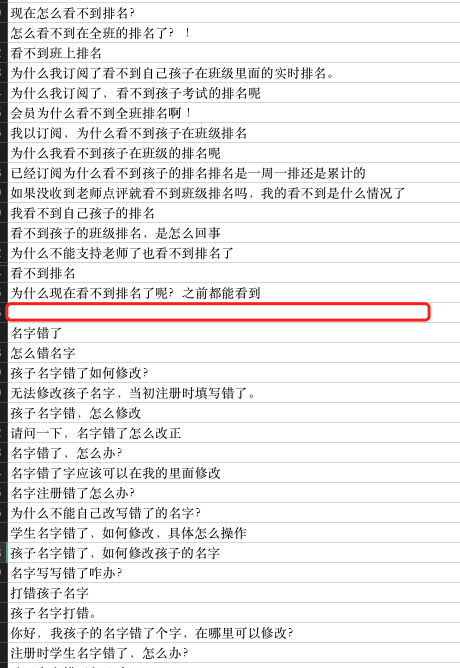 现在怎么看不到排名?
怎么看不到在全班的排名了? !
看不到班上排名
为什么我订阅了看不到自己孩子在班级里面的实时排名。
为什么我订阅了，看不到孩子考试的排名呢
会员为什么看不到全班排名啊！
我以订阅，为什么看不到孩子在班级排名
为什么我看不到孩子在班级的排名呢
已经订阅为什么看不到孩子的排名排名是一周一排还是累计的
如果没收到老师点评就看不到班级排名吗，我的看不到是什么情况了
我看不到自己孩子的排名
看不到孩子的班级排名，是怎么回事
为什么不能支持老师了也看不到排名了
看不到排名
为什么现在看不到排名了呢? 之前都能看到
名字错了
怎么错名字
孩子名字错了如何修改?
无法修改孩子名字，当初注册时填写错了。
孩子名字错，怎么修改
请问一下，名字错了怎么改正
名字错了，怎么办?
名字错了字应该可以在我的里面修改
名字注册错了怎么办?
为什么不能自己改写错了的名字?
学生名字错了，如何修改，具体怎么操作
孩子名字错了，如何修改孩子的名字
名字写写错了咋办?
打错孩子名字
孩子名字打错。
你好，我孩子的名字错了个字，在哪里可以修改?
注册时学生名字错了，怎么办?